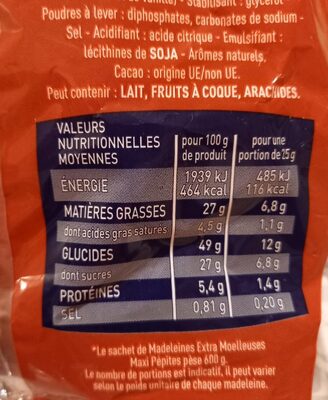 de vanille) - Stabilisant : glycérol -
Poudres à lever : diphosphates, carbonates de sodium -
Sel - Acidifiant : acide citrique - Emulsifiant :
lécithines de SOJA - Arômes naturels.
Cacao : origine UE/non UE.
Peut contenir : LAIT, FRUITS À COQUE, ARACHIDES.
VALEURS NUTRITIONNELLES MOYENNES pour 100 g de produit pour une portion de 25 g
ÉNERGIE 1939 kJ 485 kJ
464 kcal 116 kcal
MATIÈRES GRASSES 27 g 6,8 g
dont acides gras saturés 4,5 g 1,1 g
GLUCIDES 49 g 12 g
dont sucres 27 g 6,8 g
PROTÉINES 5,4 g 1,4 g
SEL 0,81 g 0,20 g
*Le sachet de Madeleines Extra Moelleuses
Maxi Pépites pèse 600 g.
Le nombre de portions est indicatif, il peut varier
selon le poids unitaire de chaque madeleine.